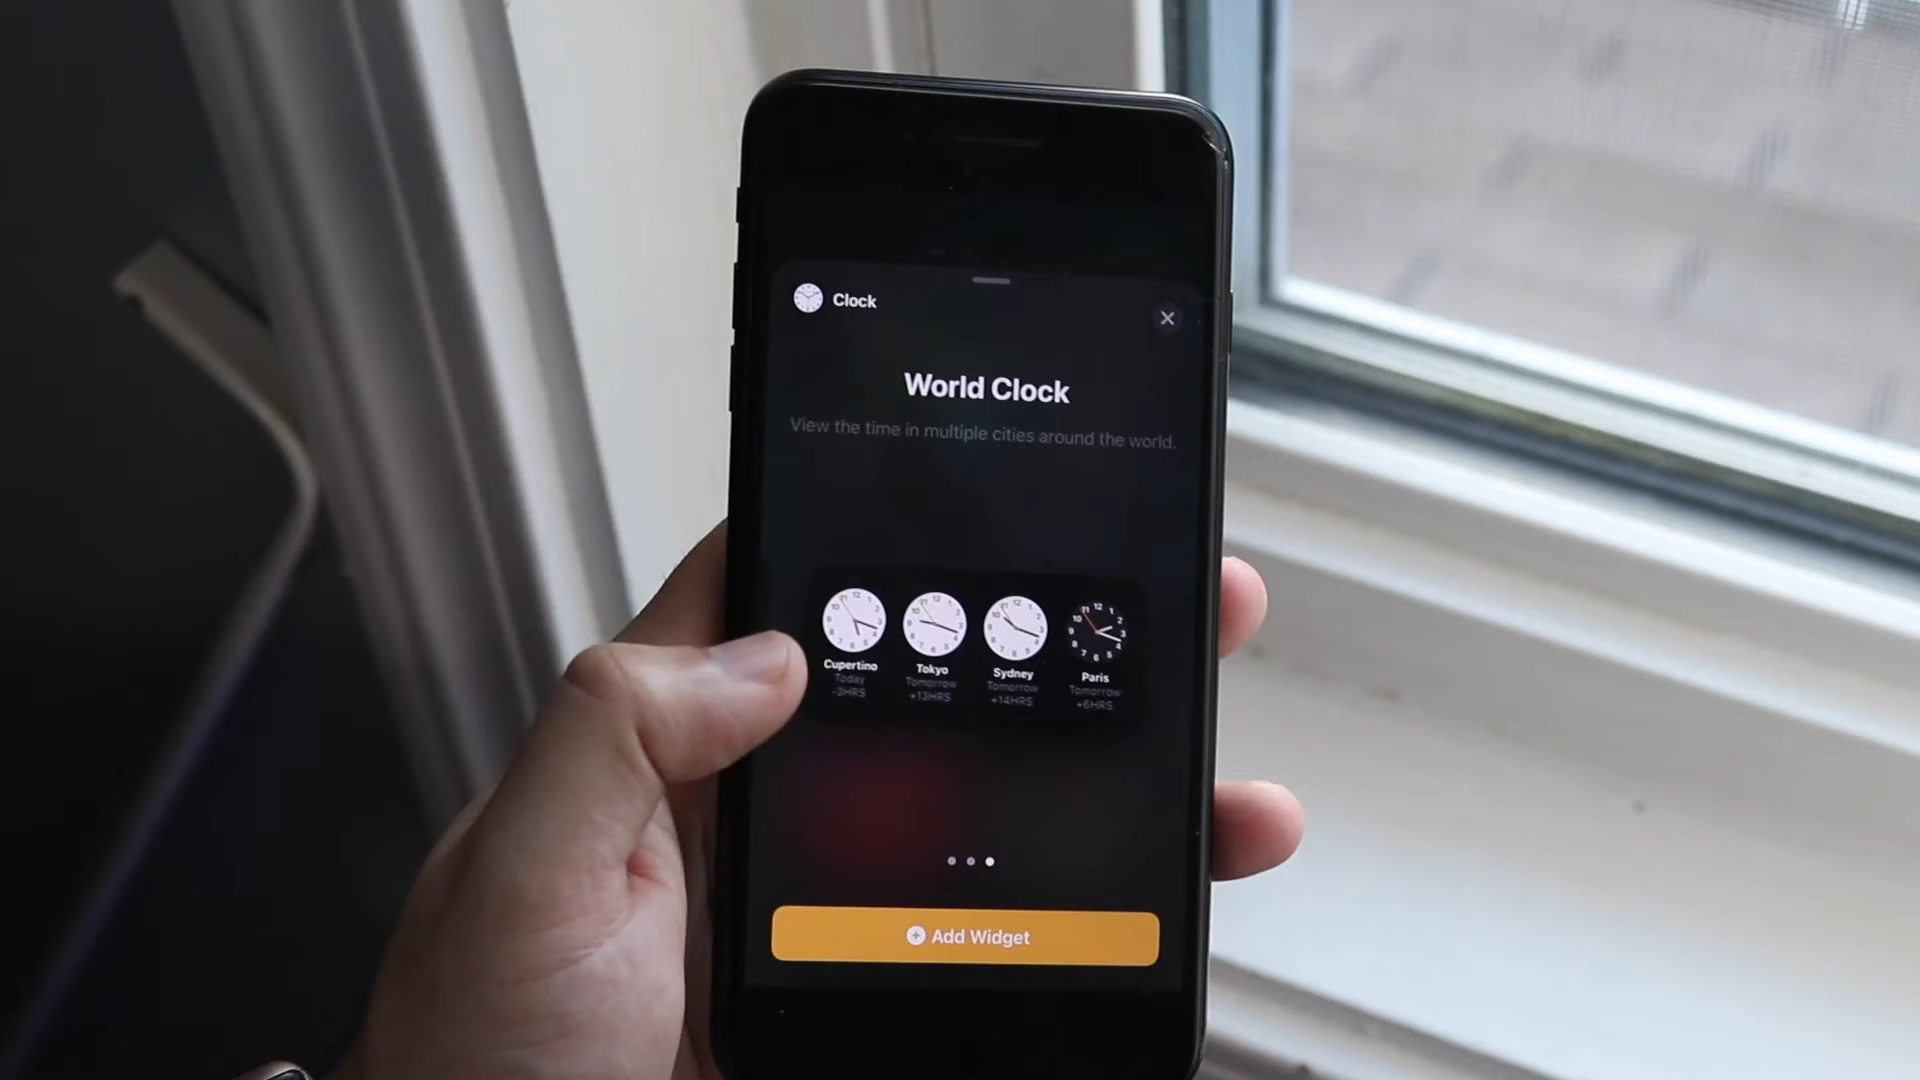 Clock
World Clock
View the time in multiple cities around the world.
Cupertino
Today
-3HRS
Tokyo
Tomorrow
+13HRS
Sydney
Tomorrow
+14HRS
Paris
Tomorrow
+6HRS
Add Widget